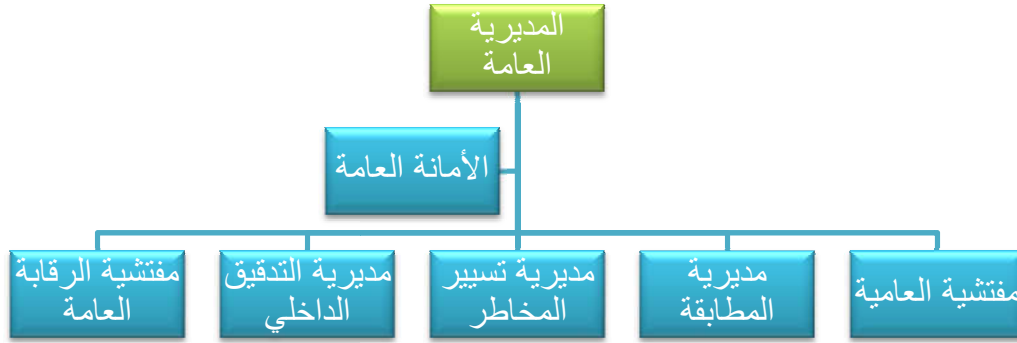 المديرية
العامة
الأمانة العامة
مفتشية العامية
مديرية
المطابقة
مديرية تسيير
المخاطر
مديرية التدقيق
الداخلي
مفتشية الرقابة
العامة